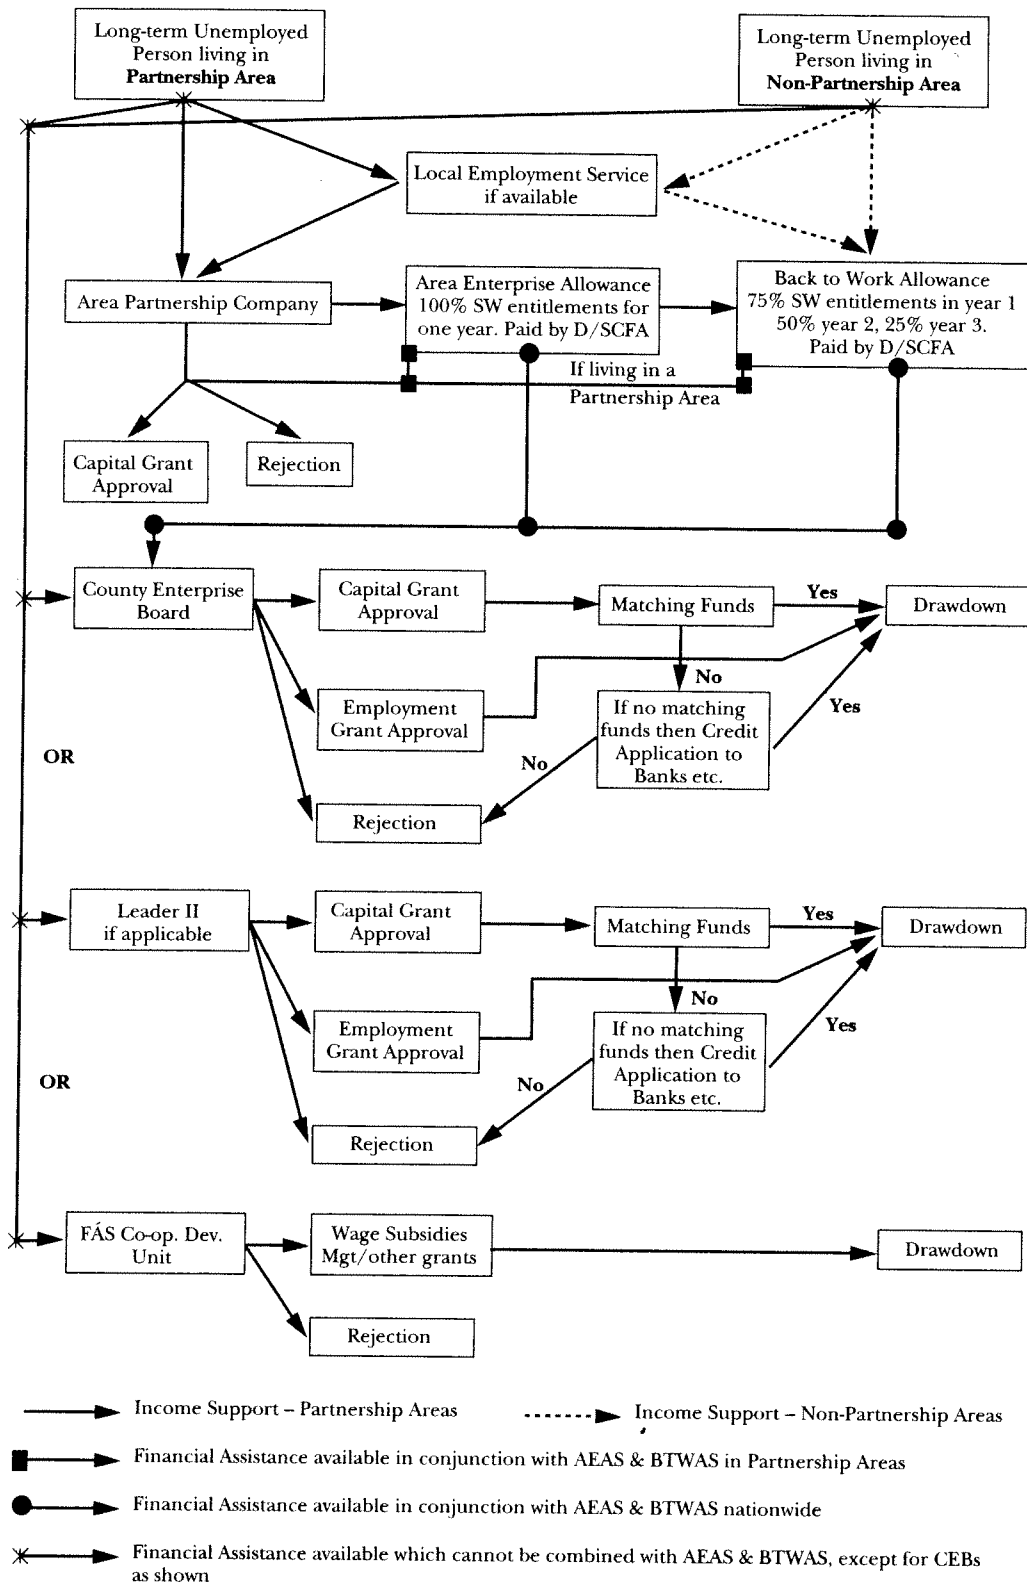 Long-term Unemployed
Person living in
Partnership Area
Long-term Unemployed
Person living in
Non-Partnership Area
Local Employment Service
if available
Area Partnership Company
Area Enterprise Allowance
100% SW entitlements for
one year. Paid by D/SCFA
Back to Work Allowance
75% SW entitlements in year 1
50% year 2, 25% year 3.
Paid by D/SCFA
If living in a
Partnership Area
Capital Grant
Approval
Rejection
County Enterprise
Board
Capital Grant
Approval
Matching Funds
Yes
Drawdown
No
Employment
Grant Approval
If no matching
funds then Credit
Application to
Banks etc.
Yes
No
OR
Rejection
Leader II
if applicable
Capital Grant
Approval
Matching Funds
Yes
Drawdown
No
Employment
Grant Approval
If no matching
funds then Credit
Application to
Banks etc.
Yes
No
OR
Rejection
FÁS Co-op. Dev.
Unit
Wage Subsidies
Mgt/other grants
Drawdown
Rejection
Income Support – Partnership Areas
Income Support – Non-Partnership Areas
Financial Assistance available in conjunction with AEAS & BTWAS in Partnership Areas
Financial Assistance available in conjunction with AEAS & BTWAS nationwide
Financial Assistance available which cannot be combined with AEAS & BTWAS, except for CEBs
as shown